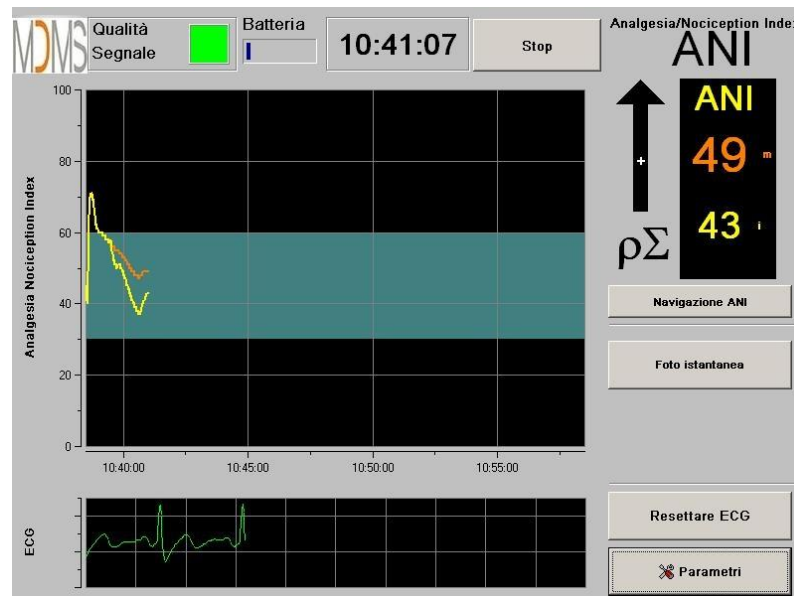 MDMS
Qualità
Segnale
Batteria
10:41:07
Stop
Analgesia/Nociception Index
ANI
ANI
49 m
43 i
+
ρΣ
Navigazione ANI
Foto istantanea
Resettare ECG
Parametri
Analgesia Nociception Index
100
80
60
40
20
0
10:40:00
10:45:00
10:50:00
10:55:00
ECG